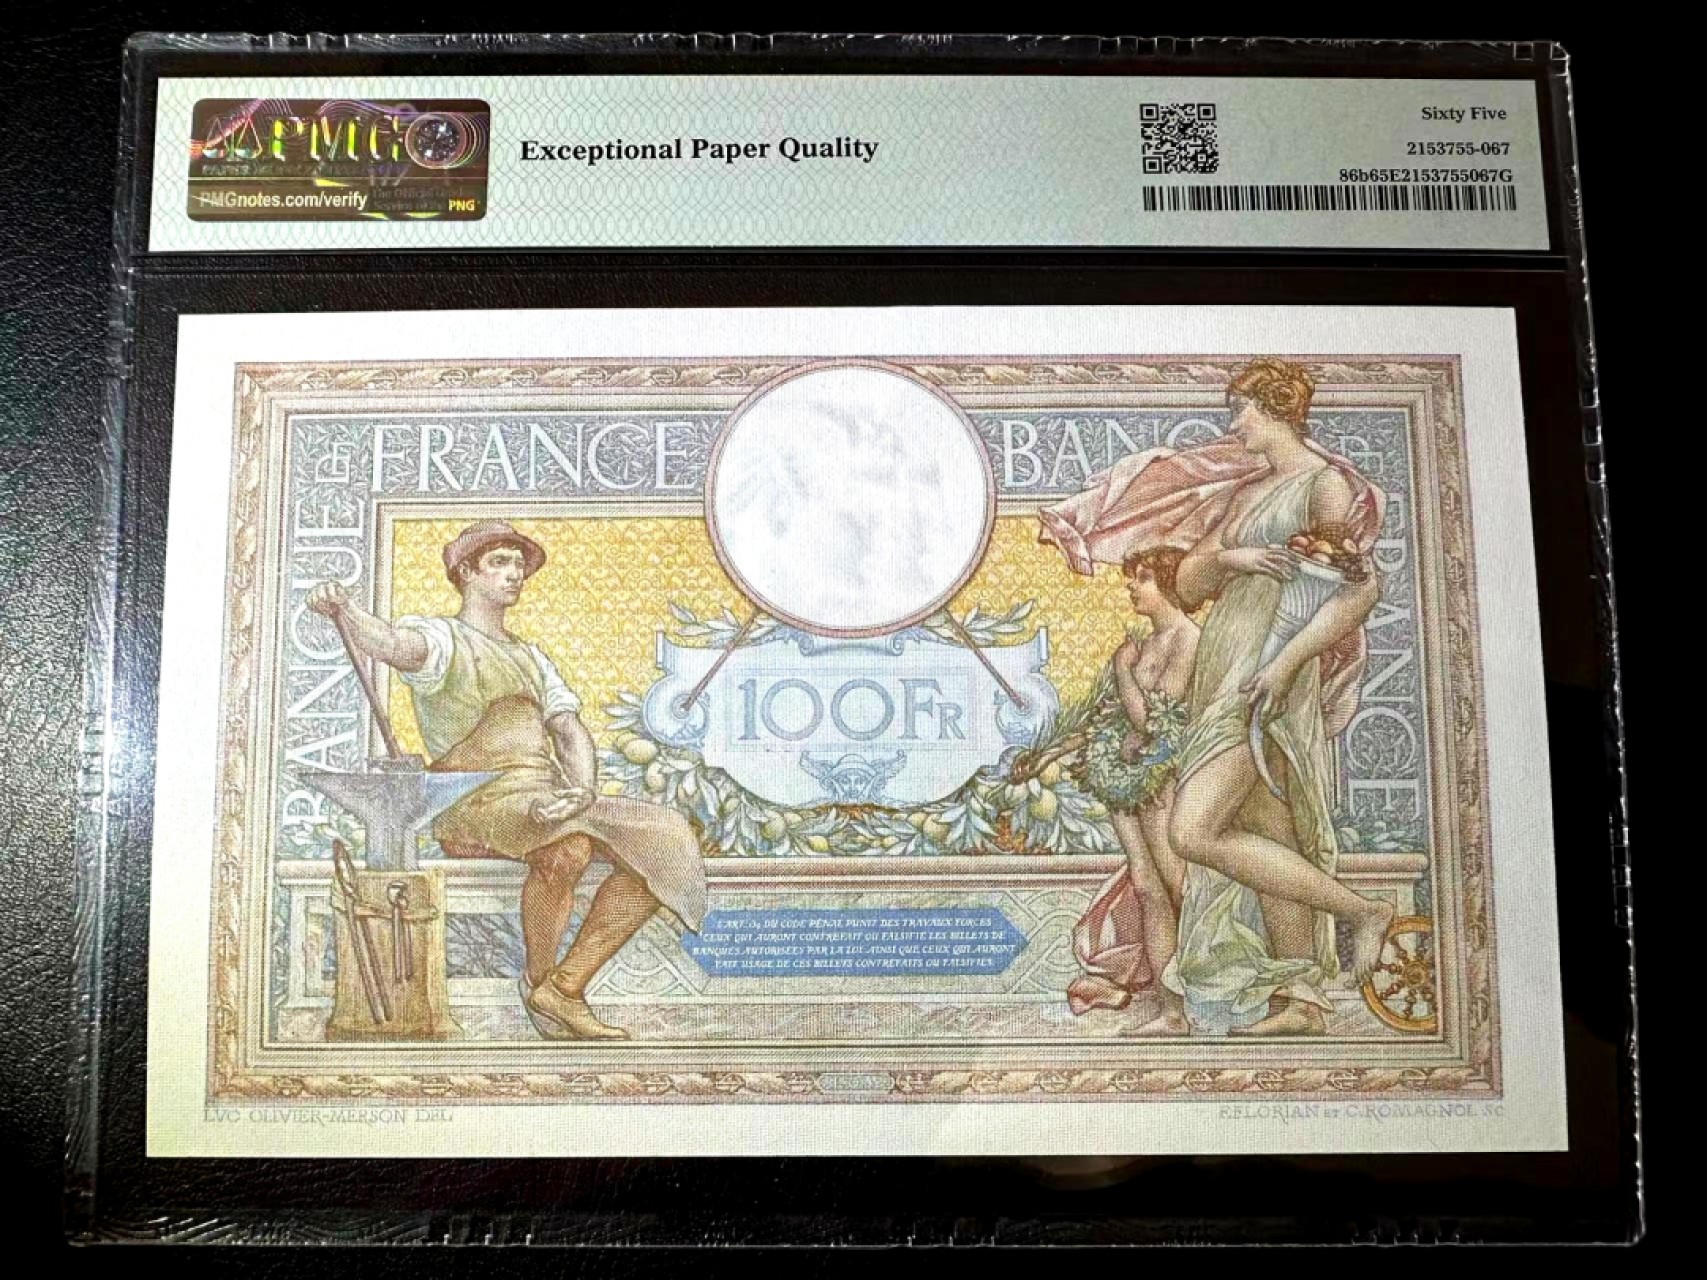 PMG
PMGnotes.com/verify
PNG
Exceptional Paper Quality
Sixty Five
2153755-067
86b65E2153755067G
BANQUE DE FRANCE
BANQUE DE FRANCE
100 FR
L'ART. 139 DU CODE PÉNAL PUNIT DES TRAVAUX FORCÉS
CEUX QUI AURONT CONTREFAIT OU FALSIFIÉ LES BILLETS DE
BANQUES AUTORISÉES PAR LA LOI AINSI QUE CEUX QUI AURONT
FAIT USAGE DE CES BILLETS CONTREFAITS OU FALSIFIÉS.
LVC OLIVIER-MERSON DEL
E.FLORIAN ET C.ROMAGNOL SC